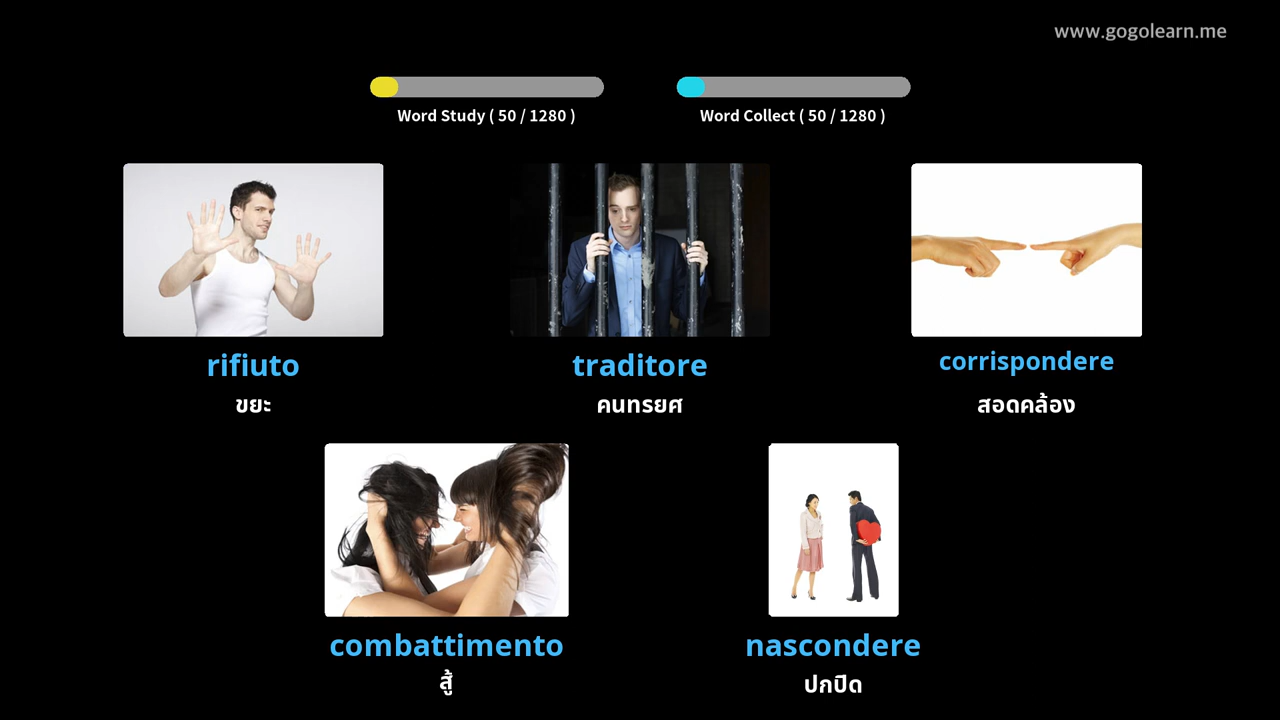 www.gogolearn.me
Word Study ( 50 / 1280 )
Word Collect ( 50 / 1280 )
rifiuto
ขยะ
traditore
คนทรยศ
corrispondere
สอดคล้อง
combattimento
สู้
nascondere
ปกปิด